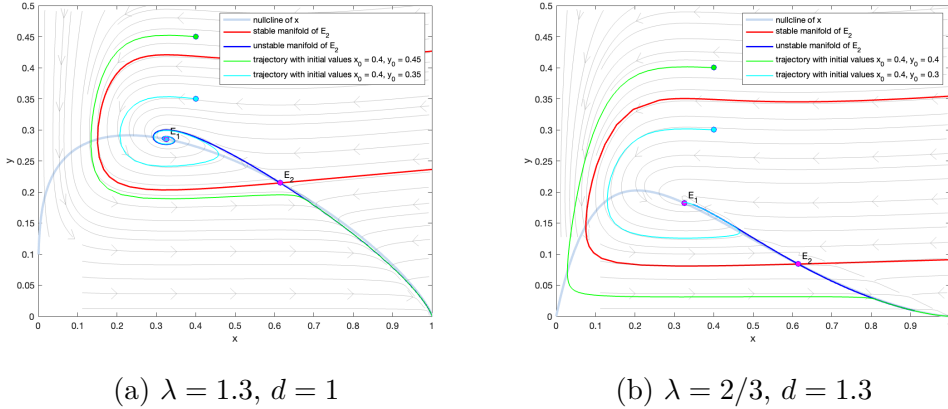 nullcline of x
stable manifold of E2
unstable manifold of E2
trajectory with initial values x0 = 0.4, y0 = 0.45
trajectory with initial values x0 = 0.4, y0 = 0.35
0.5
0.45
0.4
0.35
0.3
0.25
0.2
0.15
0.1
0.05
0
y
E1
E2
0 0.1 0.2 0.3 0.4 0.5 0.6 0.7 0.8 0.9 1
x
(a) λ = 1.3, d = 1
nullcline of x
stable manifold of E2
unstable manifold of E2
trajectory with initial values x0 = 0.4, y0 = 0.4
trajectory with initial values x0 = 0.4, y0 = 0.3
0.5
0.45
0.4
0.35
0.3
0.25
0.2
0.15
0.1
0.05
0
y
E1
E2
0 0.1 0.2 0.3 0.4 0.5 0.6 0.7 0.8 0.9 1
x
(b) λ = 2/3, d = 1.3